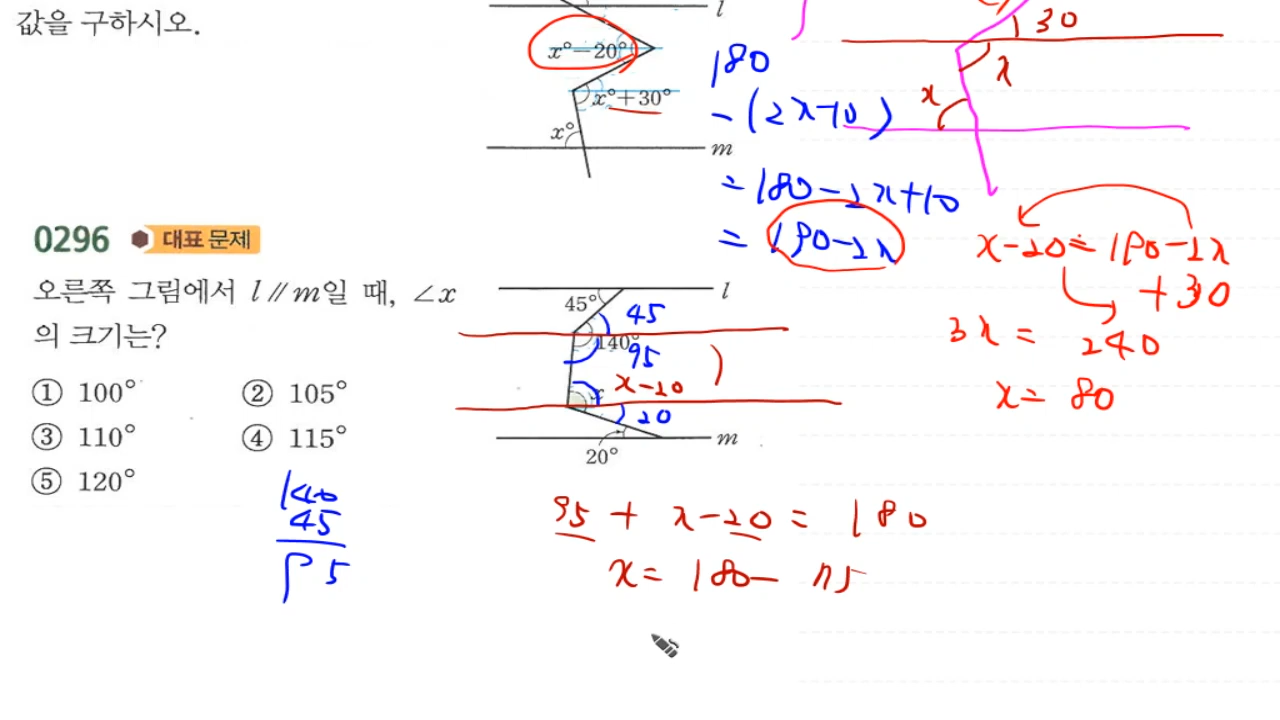 값을 구하시오.
l
x°-20°
x°+30°
x°
m
180
-(2x-10)
=180-2x+10
=190-2x
30
x
x
x-20=190-2x
+30
3x= 240
x= 80
0296 대표 문제
오른쪽 그림에서 l∥m일 때, ∠x
의 크기는?
① 100° ② 105°
③ 110° ④ 115°
⑤ 120°
45° l
45
140°
95
x x-20
20
m
20°
140
45
95
95 + x-20 = 180
x= 180- 75